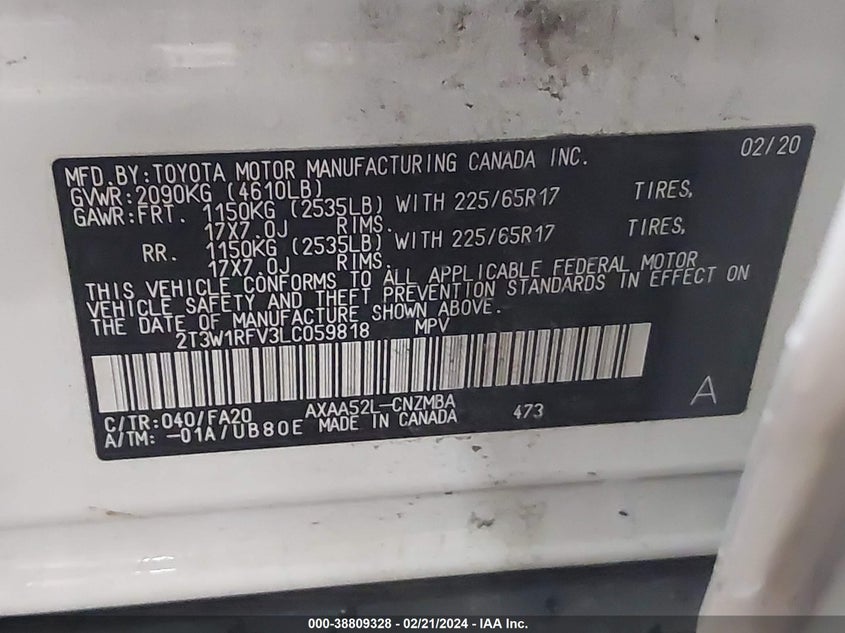 MFD. BY: TOYOTA MOTOR MANUFACTURING CANADA INC. 02/20
GVWR: 2090KG (4610LB)
GAWR: FRT. 1150KG (2535LB) WITH 225/65R17 TIRES,
17X7.0J RIMS.
RR. 1150KG (2535LB) WITH 225/65R17 TIRES,
17X7.0J RIMS.
THIS VEHICLE CONFORMS TO ALL APPLICABLE FEDERAL MOTOR
VEHICLE SAFETY AND THEFT PREVENTION STANDARDS IN EFFECT ON
THE DATE OF MANUFACTURE SHOWN ABOVE.
2T3W1RFV3LC059818 MPV
C/TR: 040/FA20 AXAA52L-CNZMBA 473 A
A/TM: -01A/UB80E MADE IN CANADA
000-38809328 - 02/21/2024 - IAA Inc.